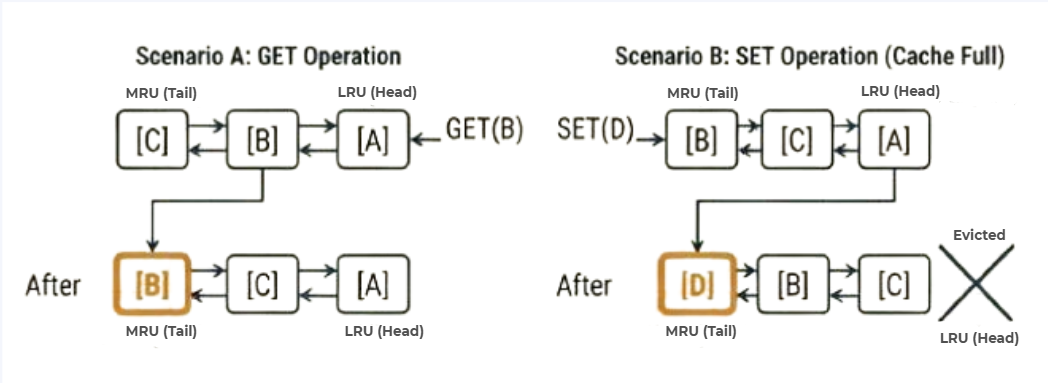 Scenario A: GET Operation
MRU (Tail)
LRU (Head)
[C]
[B]
[A]
GET(B)
After
[B]
[C]
[A]
MRU (Tail)
LRU (Head)
Scenario B: SET Operation (Cache Full)
MRU (Tail)
LRU (Head)
SET(D)
[B]
[C]
[A]
Evicted
After
[D]
[B]
[C]
MRU (Tail)
LRU (Head)